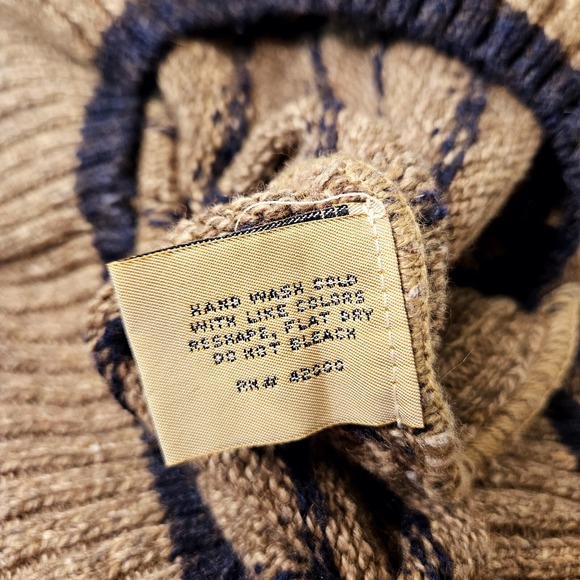 HAND WASH COLD
WITH LIKE COLORS
RESHAPE, FLAT DRY
DO NOT BLEACH
RN# 42000